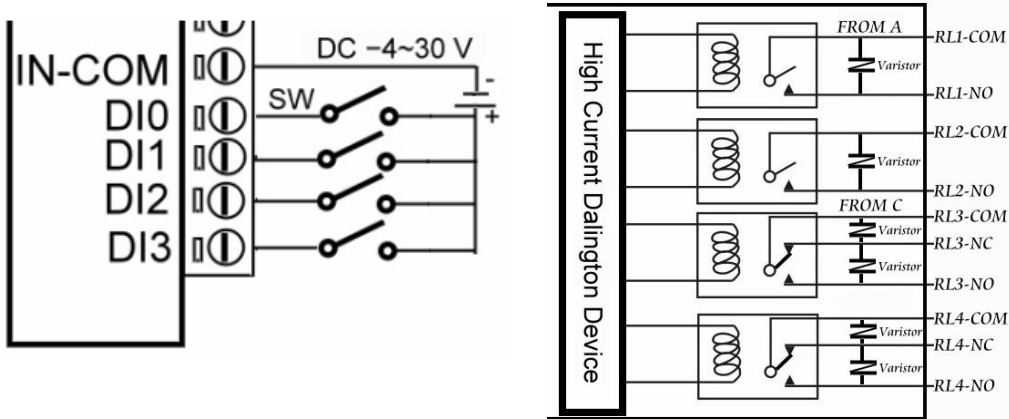 DC −4~30 V
IN-COM
-
SW
+
DI0
DI1
DI2
DI3
High Current Dalington Device
FROM A
RL1-COM
Varistor
RL1-NO
RL2-COM
Varistor
RL2-NO
FROM C
RL3-COM
Varistor
RL3-NC
Varistor
RL3-NO
RL4-COM
Varistor
RL4-NC
Varistor
RL4-NO